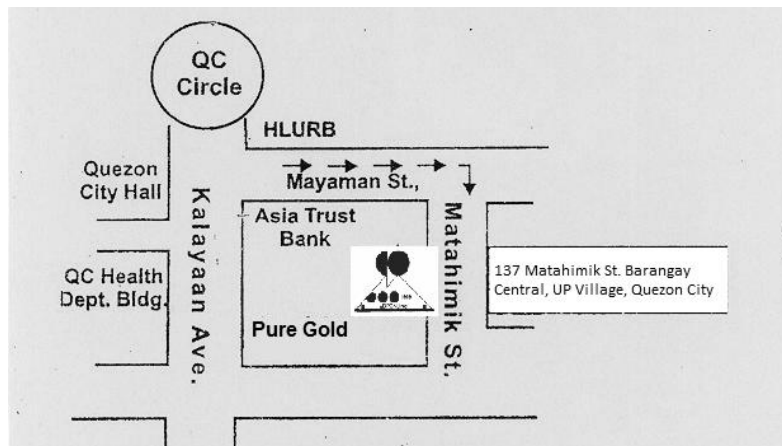 QC
Circle
HLURB
Quezon
City Hall
Mayaman St.,
Kalayaan Ave.
Asia Trust
Bank
Matahimik St,
QC Health
Dept. Bldg.
137 Matahimik St. Barangay
Central, UP Village, Quezon City
Pure Gold